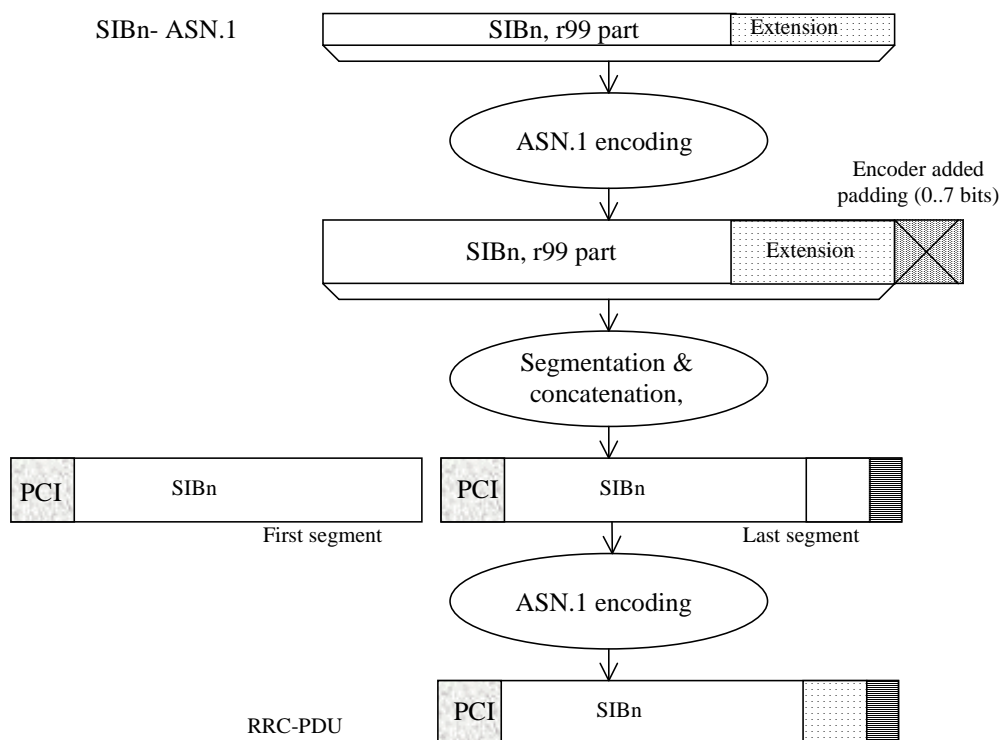 SIBn- ASN.1
SIBn, r99 part
Extension
ASN.1 encoding
Encoder added
padding (0..7 bits)
SIBn, r99 part
Extension
Segmentation &
concatenation,
PCI
SIBn
PCI
SIBn
First segment
Last segment
ASN.1 encoding
PCI
SIBn
RRC-PDU